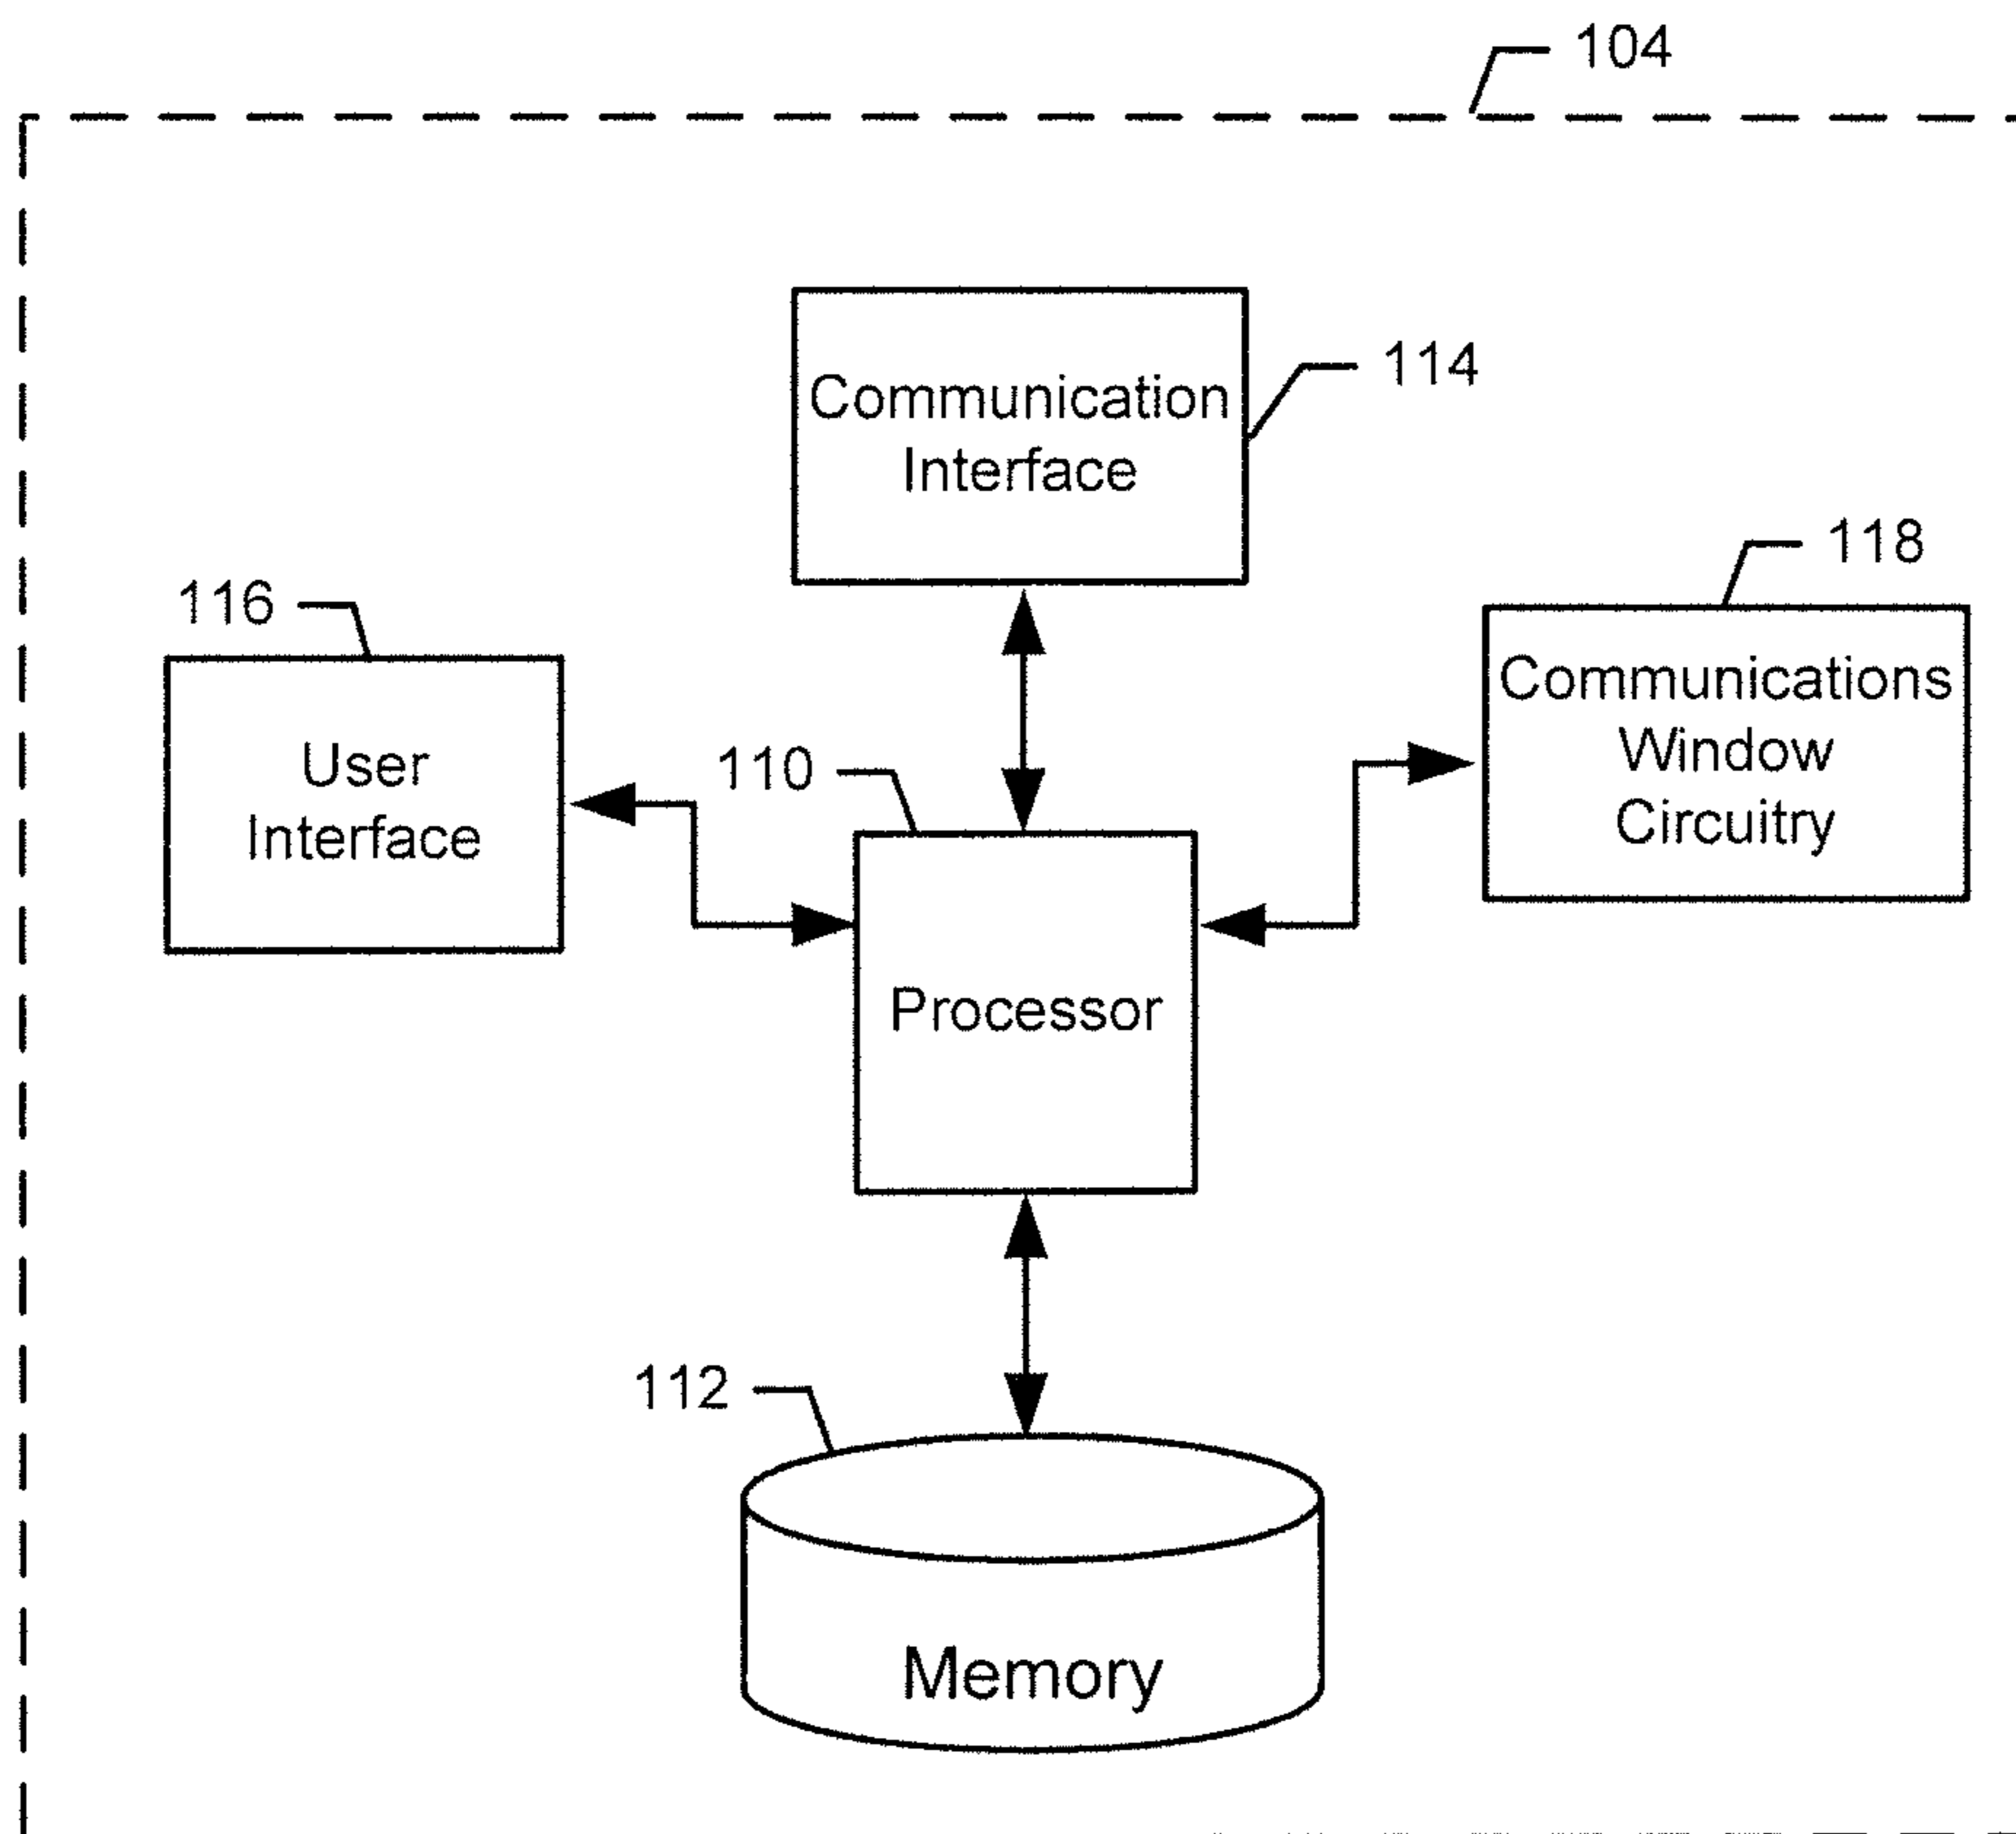 104
Communication
Interface
114
118
116
Communications
Window
Circuitry
User
Interface
110
Processor
112
Memory